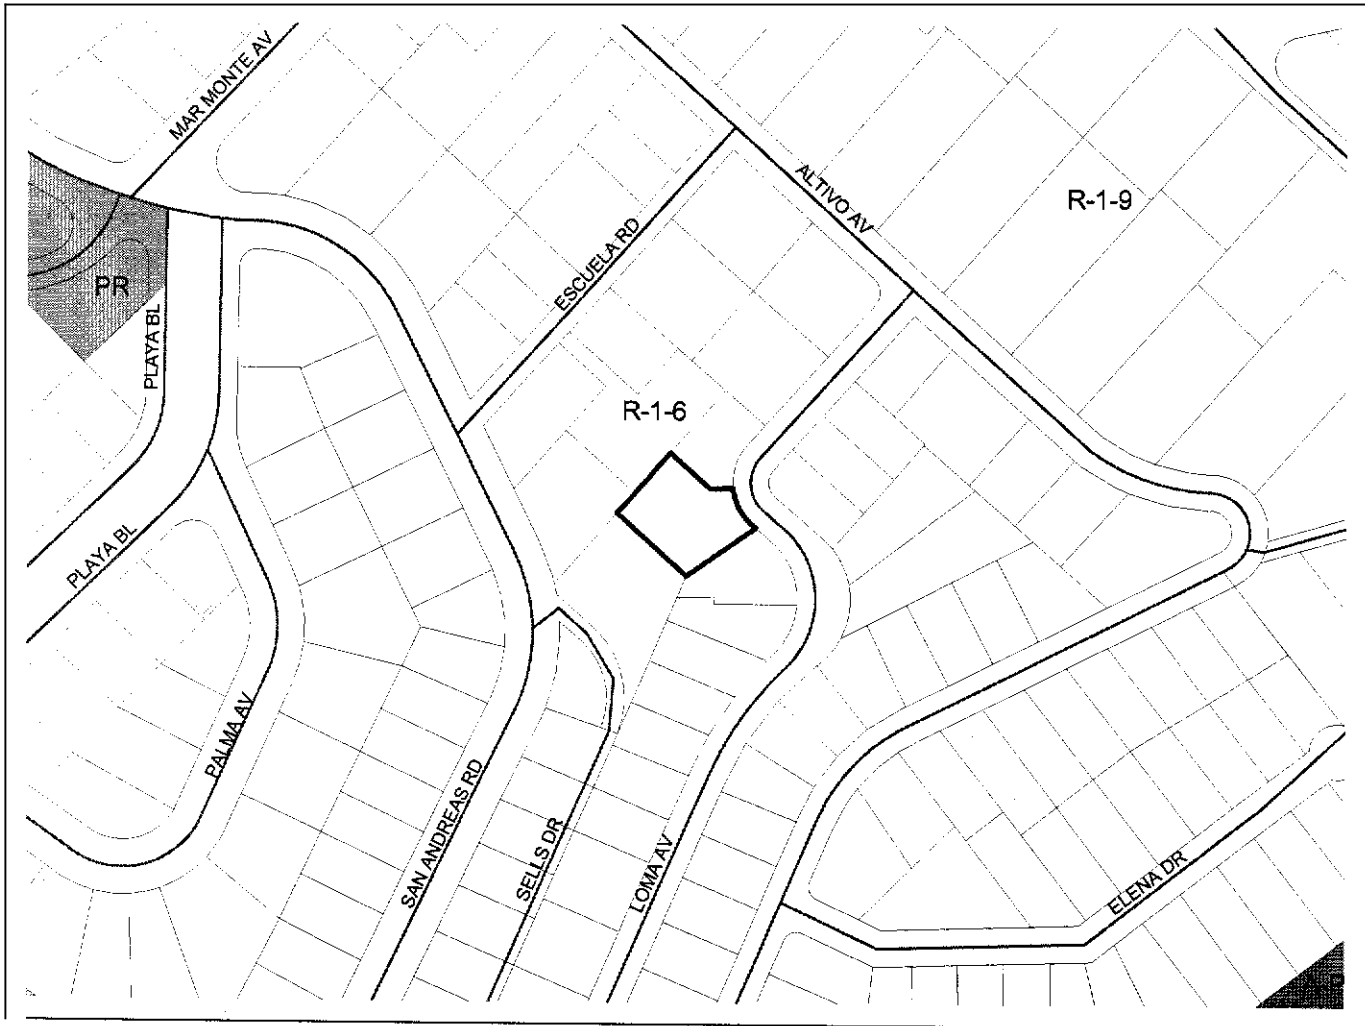 MAR MONTE AV
ALTIVO AV
R-1-9
ESCUELA RD
PR
PLAYA BL
R-1-6
PLAYA BL
PALMA AV
SAN ANDREAS RD
SELLS DR
LOMA AV
ELENA DR